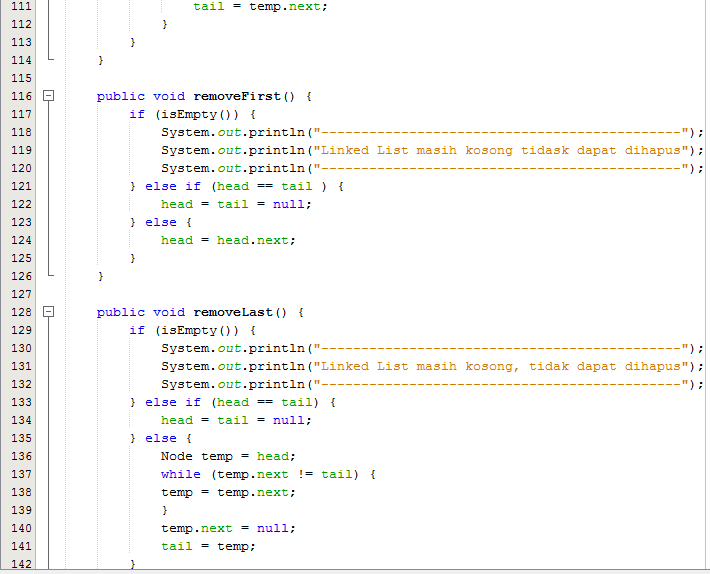 111 tail = temp.next;
112 }
113 }
114 }
115
116 public void removeFirst() {
117 if (isEmpty()) {
118 System.out.println("---------------------------------------------");
119 System.out.println("Linked List masih kosong tidask dapat dihapus");
120 System.out.println("---------------------------------------------");
121 } else if (head == tail ) {
122 head = tail = null;
123 } else {
124 head = head.next;
125 }
126 }
127
128 public void removeLast() {
129 if (isEmpty()) {
130 System.out.println("---------------------------------------------");
131 System.out.println("Linked List masih kosong, tidak dapat dihapus");
132 System.out.println("---------------------------------------------");
133 } else if (head == tail) {
134 head = tail = null;
135 } else {
136 Node temp = head;
137 while (temp.next != tail) {
138 temp = temp.next;
139 }
140 temp.next = null;
141 tail = temp;
142 }